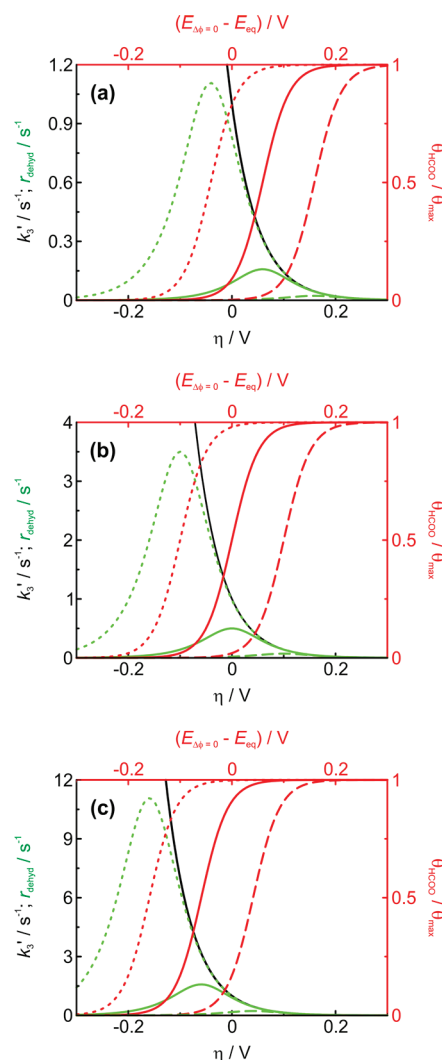 (E_Δϕ=0 - E_eq) / V
-0.2 0 0.2
(a)
1.2
0.9
0.6
0.3
0
k₃' / s⁻¹; r_dehyd / s⁻¹
1
0.5
0
θ_HCOO / θ_max
-0.2 0 0.2
η / V
(E_Δϕ=0 - E_eq) / V
-0.2 0 0.2
(b)
4
3
2
1
0
k₃' / s⁻¹; r_dehyd / s⁻¹
1
0.5
0
θ_HCOO / θ_max
-0.2 0 0.2
η / V
(E_Δϕ=0 - E_eq) / V
-0.2 0 0.2
(c)
12
9
6
3
0
k₃' / s⁻¹; r_dehyd / s⁻¹
1
0.5
0
θ_HCOO / θ_max
-0.2 0 0.2
η / V